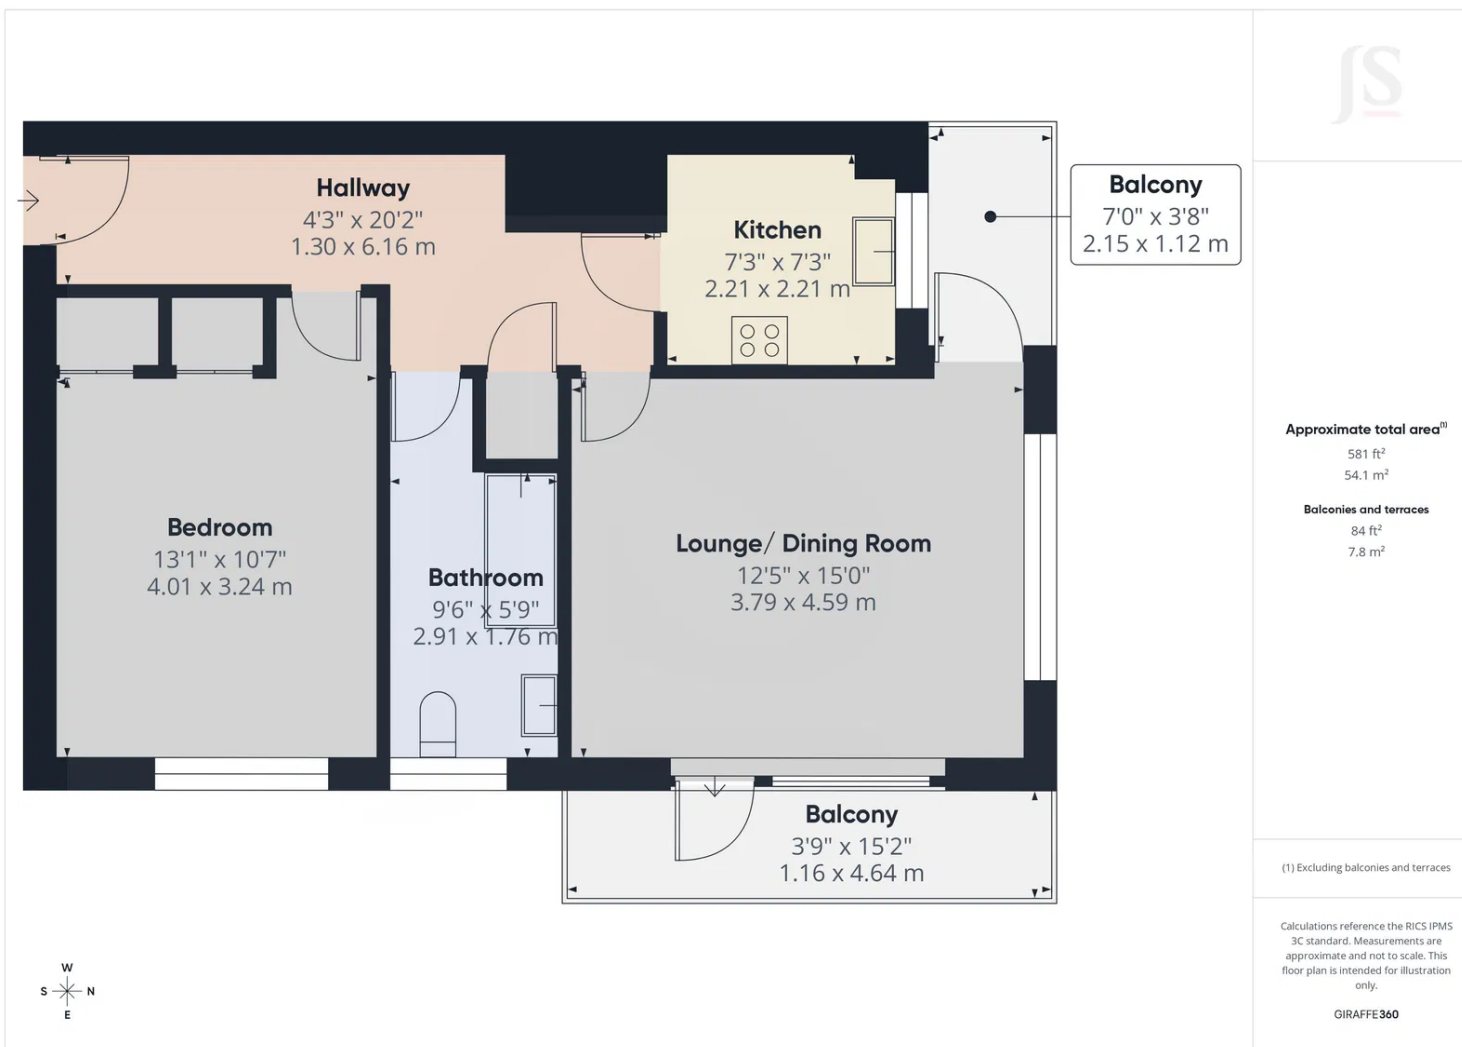 JS
Hallway
4'3" x 20'2"
1.30 x 6.16 m
Kitchen
7'3" x 7'3"
2.21 x 2.21 m
Balcony
7'0" x 3'8"
2.15 x 1.12 m
Bedroom
13'1" x 10'7"
4.01 x 3.24 m
Bathroom
9'6" x 5'9"
2.91 x 1.76 m
Lounge/ Dining Room
12'5" x 15'0"
3.79 x 4.59 m
Balcony
3'9" x 15'2"
1.16 x 4.64 m
W
S N
E
Approximate total area(1)
581 ft²
54.1 m²
Balconies and terraces
84 ft²
7.8 m²
(1) Excluding balconies and terraces
Calculations reference the RICS IPMS
3C standard. Measurements are
approximate and not to scale. This
floor plan is intended for illustration
only.
GIRAFFE360